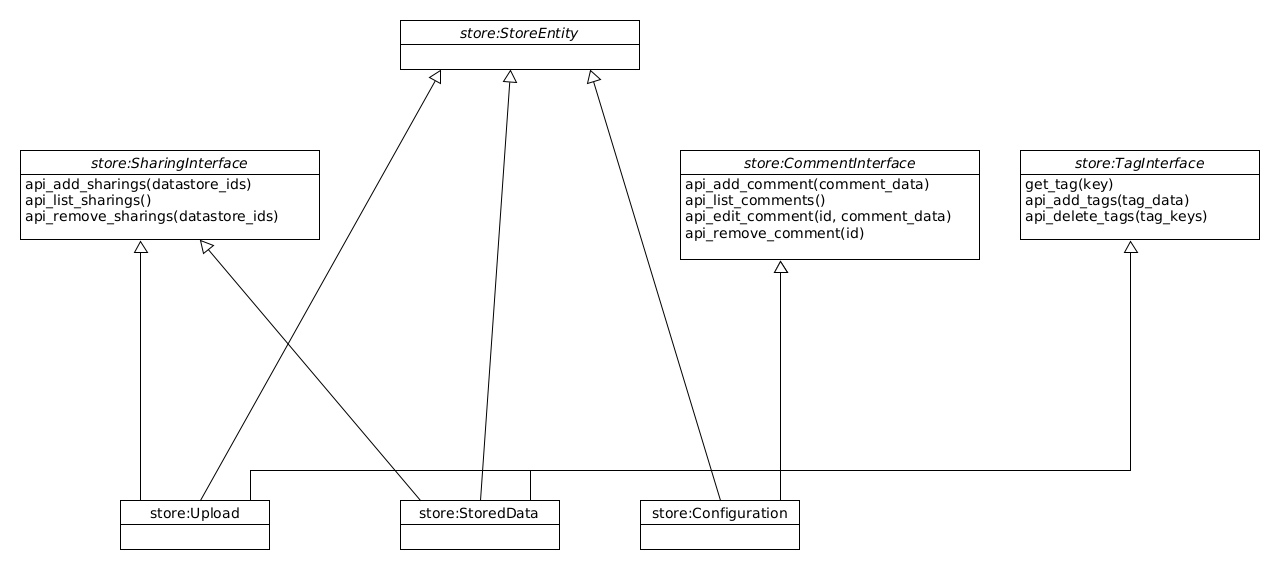 store:StoreEntity
store:SharingInterface
api_add_sharings(datastore_ids)
api_list_sharings()
api_remove_sharings(datastore_ids)
store:CommentInterface
api_add_comment(comment_data)
api_list_comments()
api_edit_comment(id, comment_data)
api_remove_comment(id)
store:TagInterface
get_tag(key)
api_add_tags(tag_data)
api_delete_tags(tag_keys)
store:Upload
store:StoredData
store:Configuration